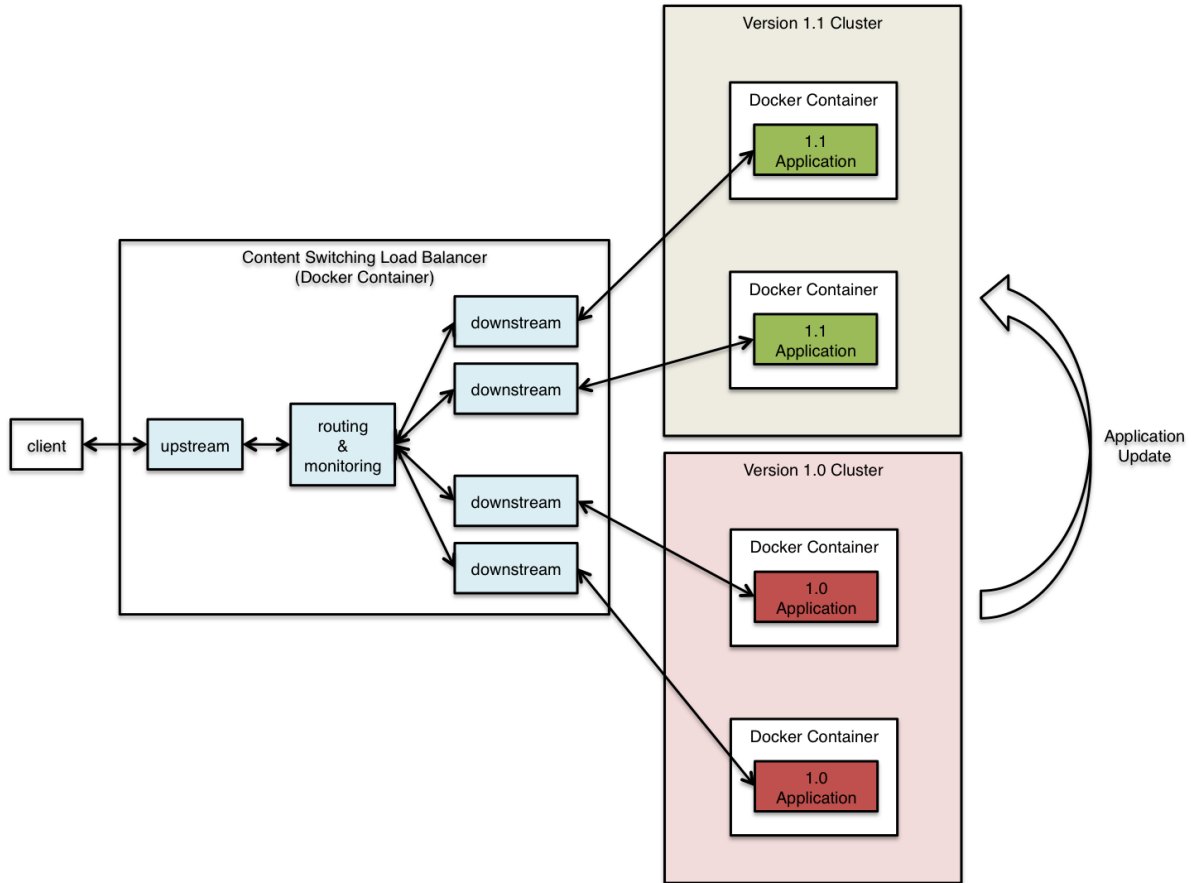 Version 1.1 Cluster
Docker Container
1.1
Application
Docker Container
1.1
Application
Content Switching Load Balancer
(Docker Container)
downstream
downstream
downstream
downstream
client
upstream
routing
&
monitoring
Application
Update
Version 1.0 Cluster
Docker Container
1.0
Application
Docker Container
1.0
Application